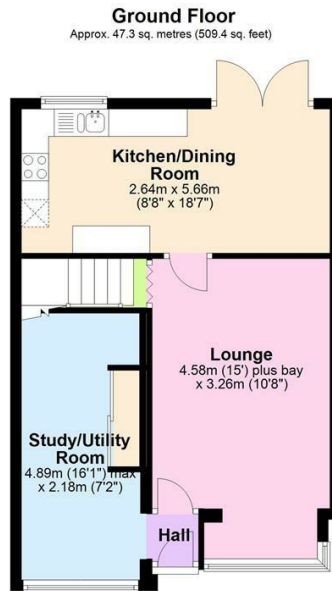 Ground Floor
Approx. 47.3 sq. metres (509.4 sq. feet)
Kitchen/Dining
Room
2.64m x 5.66m
(8'8" x 18'7")
Lounge
4.58m (15') plus bay
x 3.26m (10'8")
Study/Utility
Room
4.89m (16'1") max
x 2.18m (7'2")
Hall